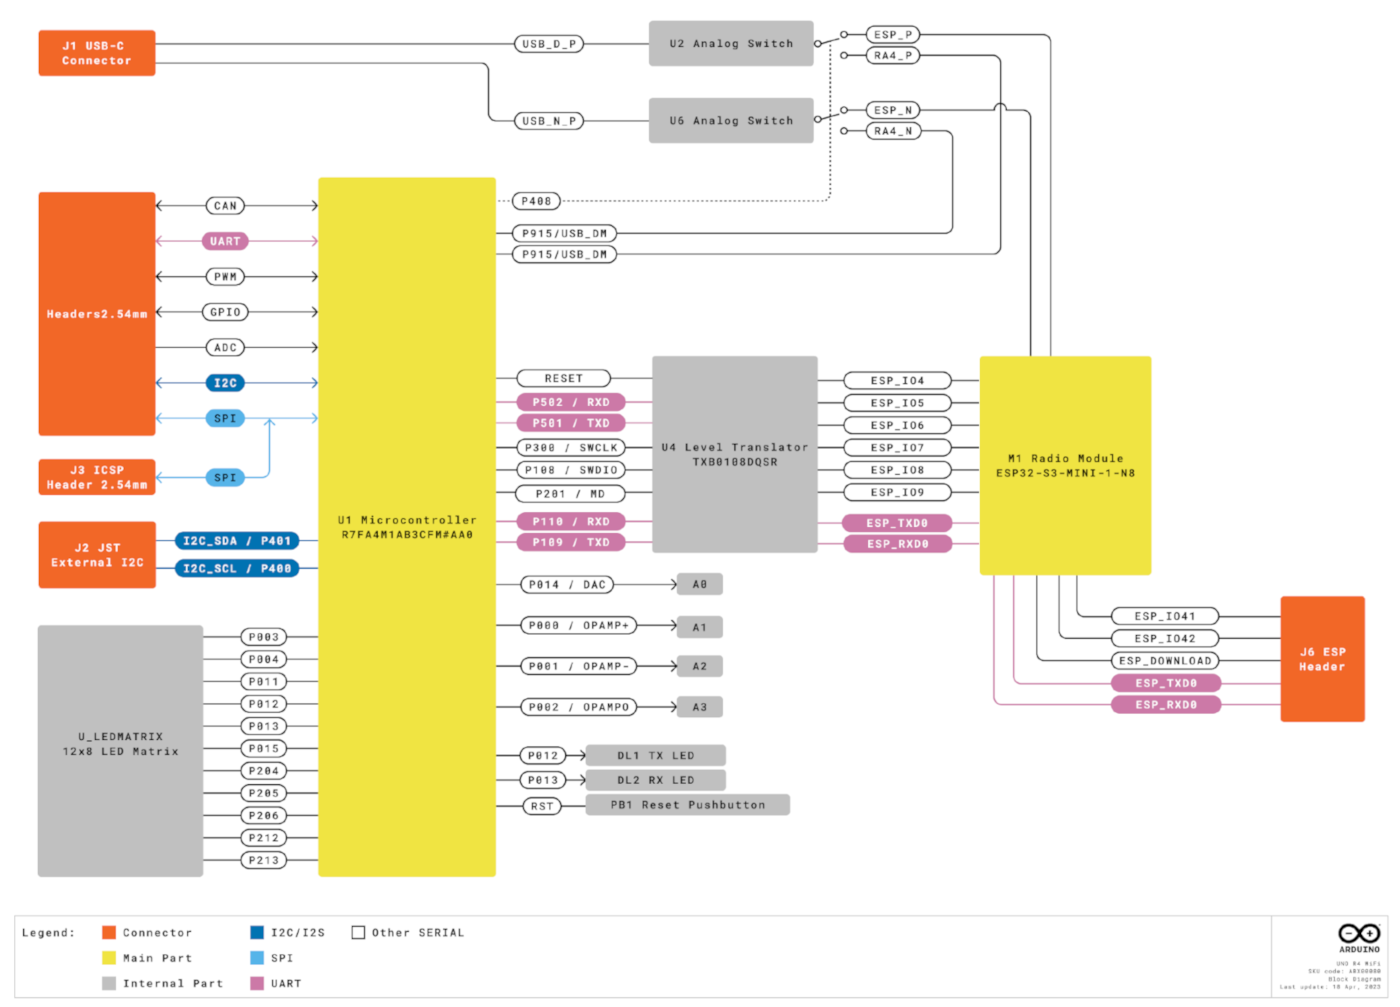 J1 USB-C
Connector
USB_D_P
U2 Analog Switch
ESP_P
RA4_P
USB_N_P
U6 Analog Switch
ESP_N
RA4_N
P408
P915/USB_DM
P915/USB_DM
Headers2.54mm
CAN
UART
PWM
GPIO
ADC
I2C
SPI
J3 ICSP
Header 2.54mm
SPI
J2 JST
External I2C
I2C_SDA / P401
I2C_SCL / P400
U1 Microcontroller
R7FA4M1AB3CFM#AA0
RESET
P502 / RXD
P501 / TXD
P300 / SWCLK
P108 / SWDIO
P201 / MD
P110 / RXD
P109 / TXD
U4 Level Translator
TXB0108DQSR
ESP_IO4
ESP_IO5
ESP_IO6
ESP_IO7
ESP_IO8
ESP_IO9
ESP_TXD0
ESP_RXD0
M1 Radio Module
ESP32-S3-MINI-1-N8
P014 / DAC
A0
P000 / OPAMP+
A1
P001 / OPAMP-
A2
P002 / OPAMPO
A3
ESP_IO41
ESP_IO42
ESP_DOWNLOAD
ESP_TXD0
ESP_RXD0
J6 ESP
Header
U_LEDMATRIX
12x8 LED Matrix
P003
P004
P011
P012
P013
P015
P204
P205
P206
P212
P213
P012
DL1 TX LED
P013
DL2 RX LED
RST
PB1 Reset Pushbutton
Legend:
Connector
Main Part
Internal Part
I2C/I2S
SPI
UART
Other SERIAL
ARDUINO
UNO R4 WiFi
SKU code: ABX00080
Block Diagram
Last update: 18 Apr, 2023